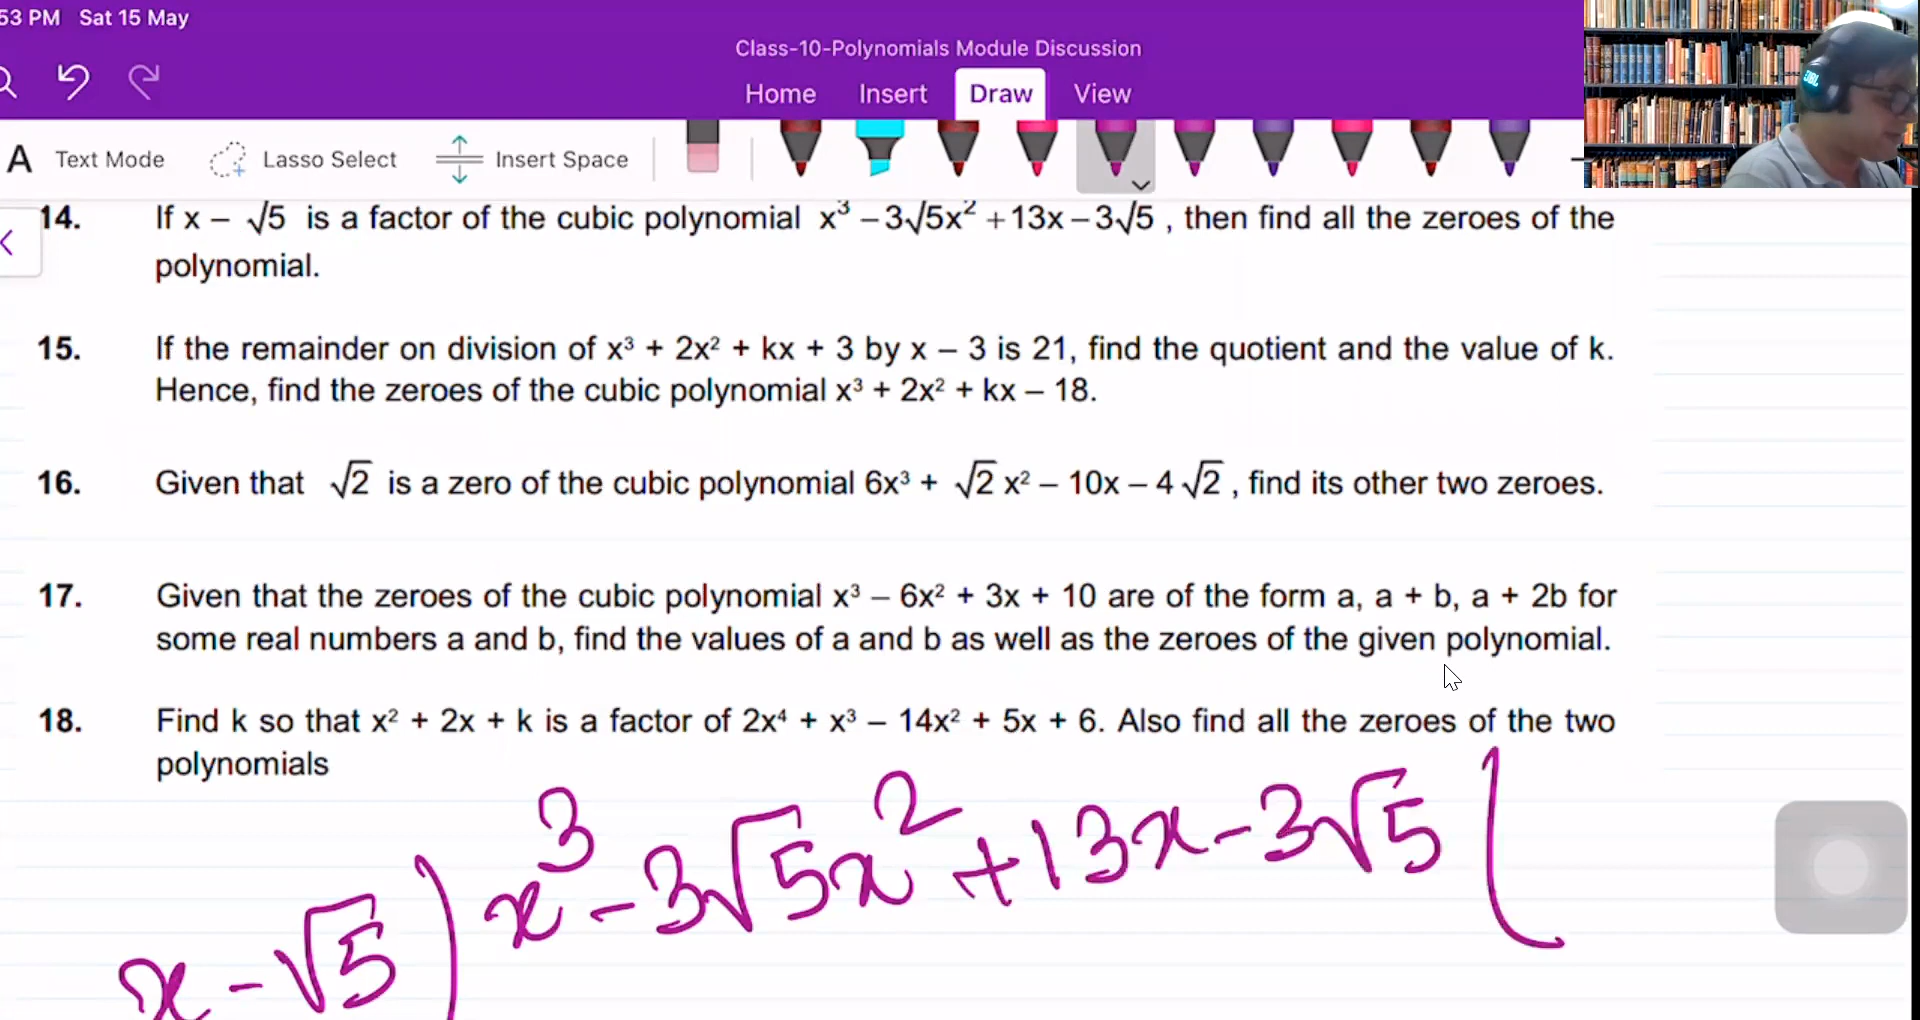 53 PM Sat 15 May
Class-10-Polynomials Module Discussion
Home Insert Draw View
A Text Mode Lasso Select Insert Space
14. If x – √5 is a factor of the cubic polynomial x³ – 3√5x² + 13x – 3√5 , then find all the zeroes of the
polynomial.
15. If the remainder on division of x³ + 2x² + kx + 3 by x – 3 is 21, find the quotient and the value of k.
Hence, find the zeroes of the cubic polynomial x³ + 2x² + kx – 18.
16. Given that √2 is a zero of the cubic polynomial 6x³ + √2 x² – 10x – 4 √2 , find its other two zeroes.
17. Given that the zeroes of the cubic polynomial x³ – 6x² + 3x + 10 are of the form a, a + b, a + 2b for
some real numbers a and b, find the values of a and b as well as the zeroes of the given polynomial.
18. Find k so that x² + 2x + k is a factor of 2x⁴ + x³ – 14x² + 5x + 6. Also find all the zeroes of the two
polynomials
x - √5 ) x³ - 3√5x² + 13x - 3√5 (